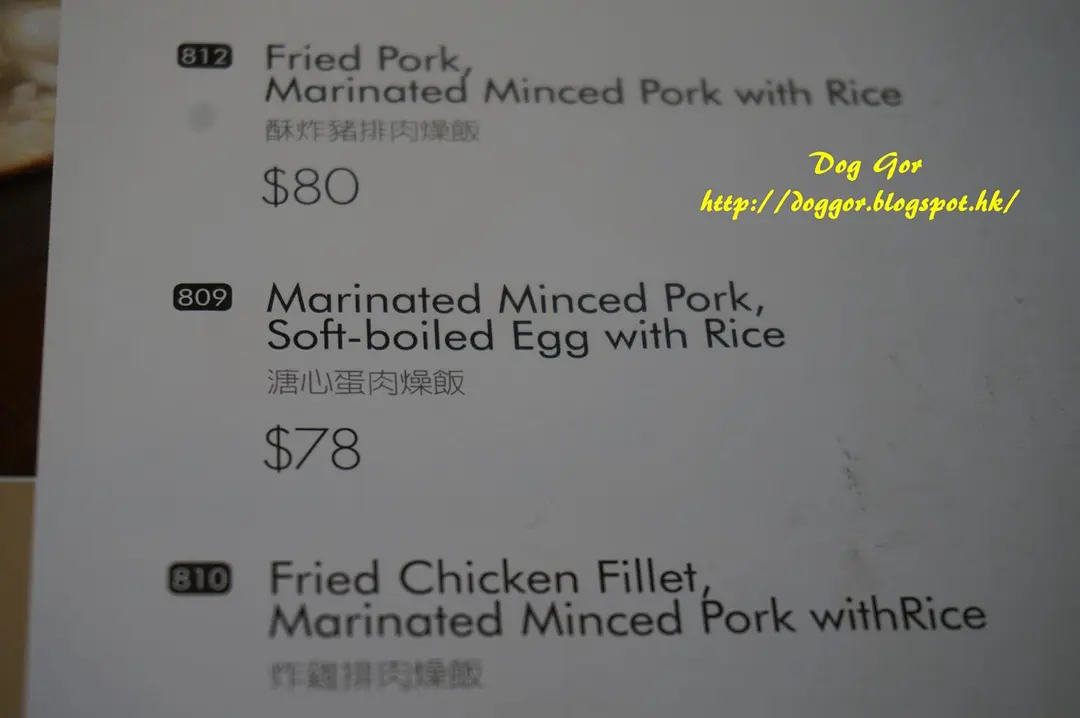 812
Fried Pork,
Marinated Minced Pork with Rice
酥炸豬排肉燥飯
$80
Dog Gor
http://doggor.blogspot.hk/
809
Marinated Minced Pork,
Soft-boiled Egg with Rice
溏心蛋肉燥飯
$78
810
Fried Chicken Fillet,
Marinated Minced Pork withRice
炸雞排肉燥飯